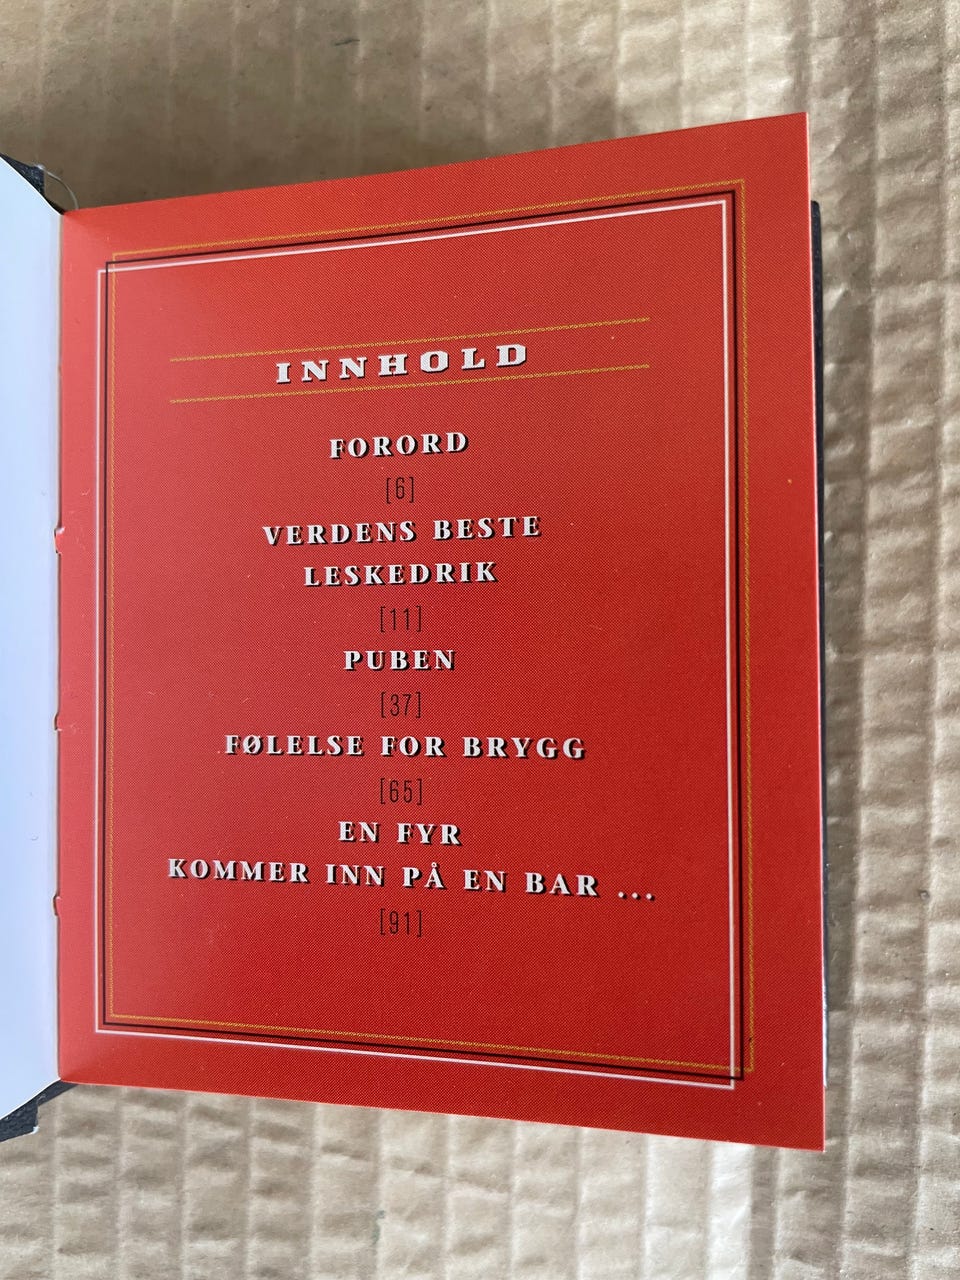 INNHOLD
FORORD
[6]
VERDENS BESTE
LESKEDRIK
[11]
PUBEN
[37]
FØLELSE FOR BRYGG
[65]
EN FYR
KOMMER INN PÅ EN BAR ...
[91]